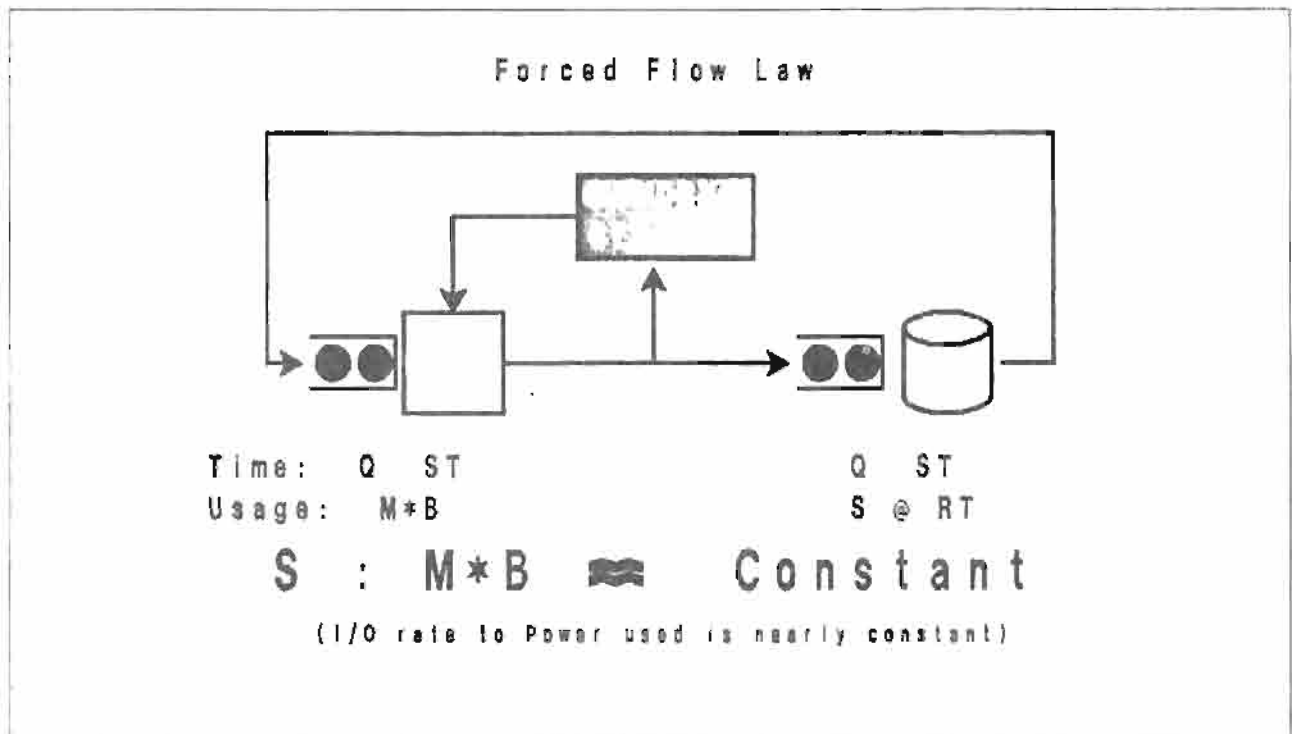 Forced Flow Law
Time: Q ST Q ST
Usage: M*B S @ RT
S : M*B ≈ Constant
(I/O rate to Power used is nearly constant)